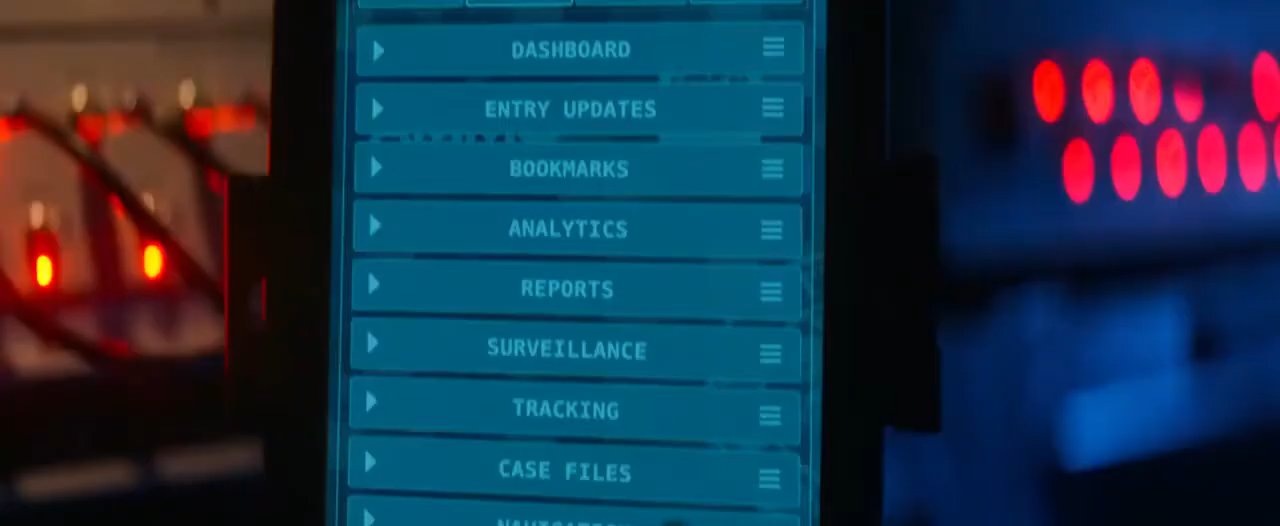 DASHBOARD
ENTRY UPDATES
BOOKMARKS
ANALYTICS
REPORTS
SURVEILLANCE
TRACKING
CASE FILES